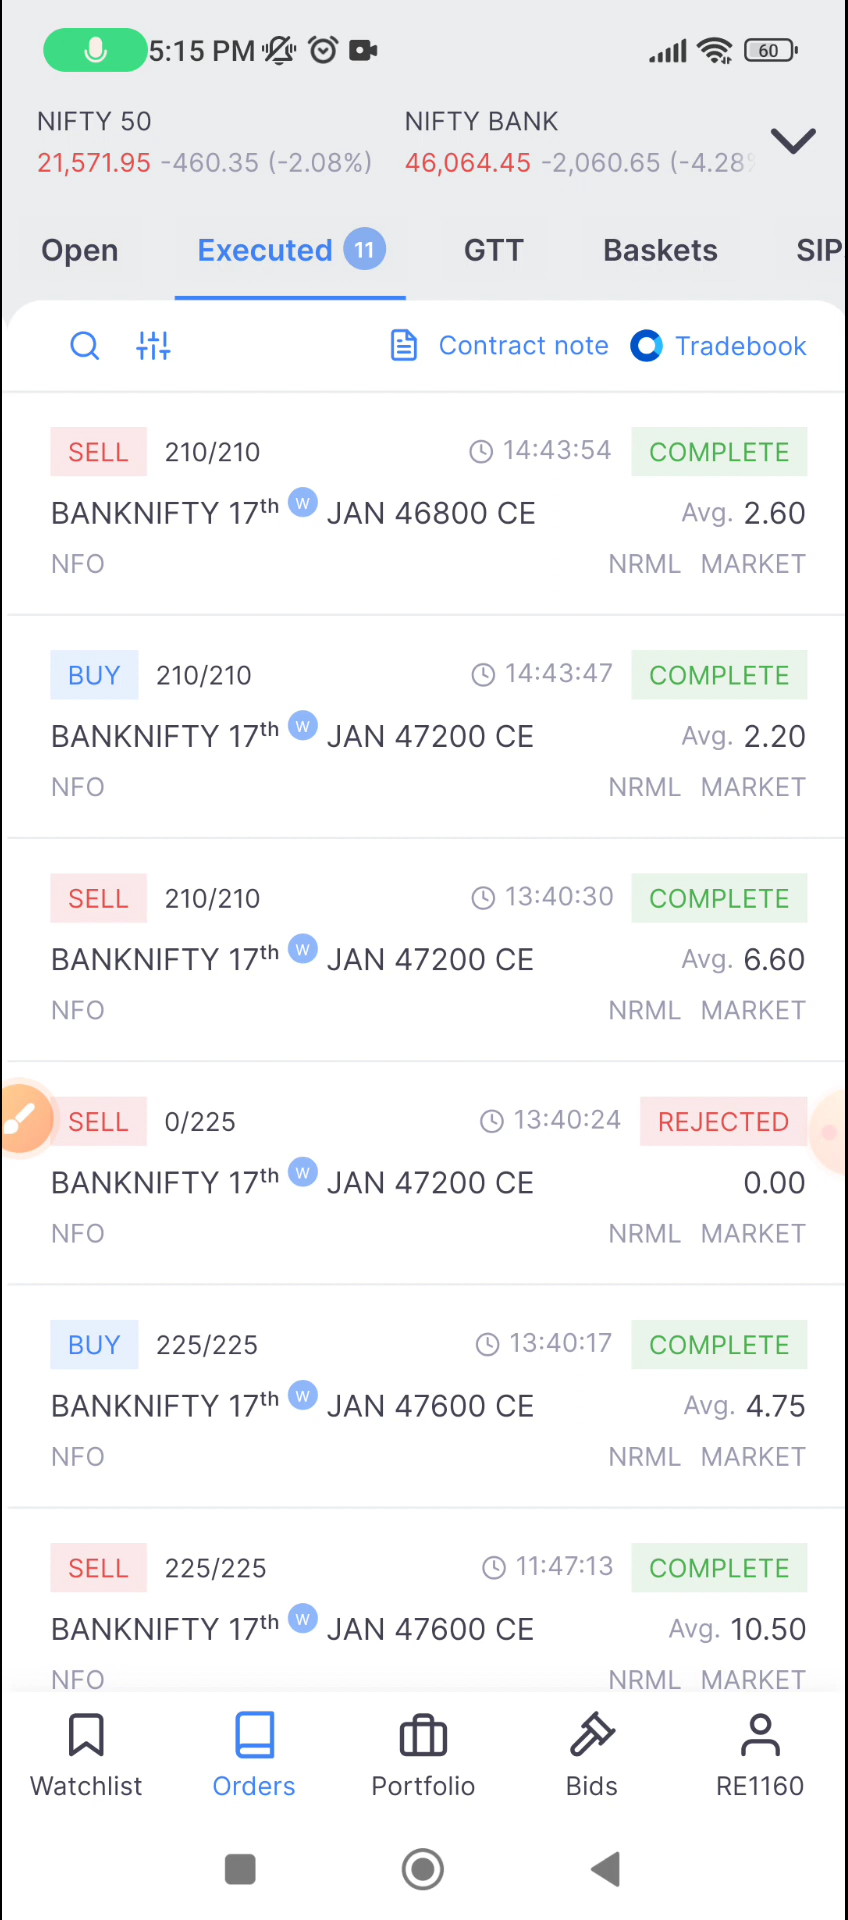 5:15 PM 60
NIFTY 50 NIFTY BANK
21,571.95 -460.35 (-2.08%) 46,064.45 -2,060.65 (-4.28%
Open Executed 11 GTT Baskets SIP
Contract note Tradebook
SELL 210/210 14:43:54 COMPLETE
BANKNIFTY 17th W JAN 46800 CE Avg. 2.60
NFO NRML MARKET
BUY 210/210 14:43:47 COMPLETE
BANKNIFTY 17th W JAN 47200 CE Avg. 2.20
NFO NRML MARKET
SELL 210/210 13:40:30 COMPLETE
BANKNIFTY 17th W JAN 47200 CE Avg. 6.60
NFO NRML MARKET
SELL 0/225 13:40:24 REJECTED
BANKNIFTY 17th W JAN 47200 CE 0.00
NFO NRML MARKET
BUY 225/225 13:40:17 COMPLETE
BANKNIFTY 17th W JAN 47600 CE Avg. 4.75
NFO NRML MARKET
SELL 225/225 11:47:13 COMPLETE
BANKNIFTY 17th W JAN 47600 CE Avg. 10.50
NFO NRML MARKET
Watchlist Orders Portfolio Bids RE1160